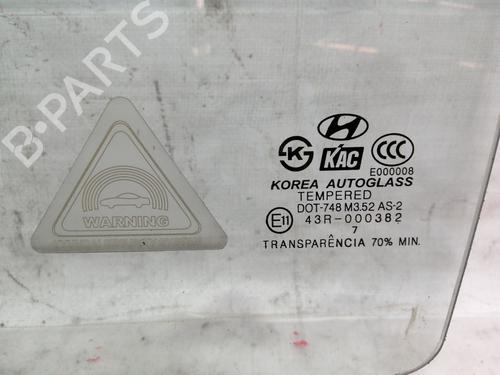 WARNING
KAC
E000008
KOREA AUTOGLASS
TEMPERED
DOT-748 M3.52 AS-2
E11 43R-000382
7
TRANSPARÊNCIA 70% MIN.
B-PARTS